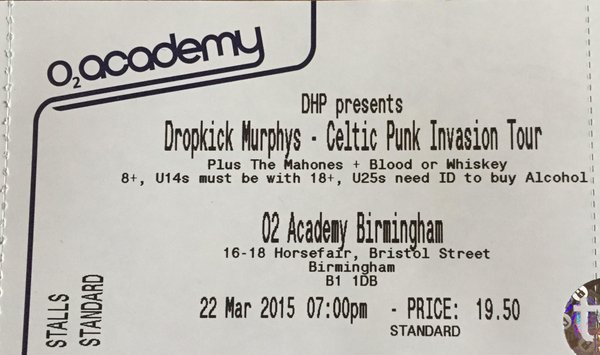 O2 academy
DHP presents
Dropkick Murphys - Celtic Punk Invasion Tour
Plus The Mahones + Blood or Whiskey
8+, U14s must be with 18+, U25s need ID to buy Alcohol
O2 Academy Birmingham
16-18 Horsefair, Bristol Street
Birmingham
B1 1DB
22 Mar 2015 07:00pm - PRICE: 19.50
STANDARD
STALLS
STANDARD
t